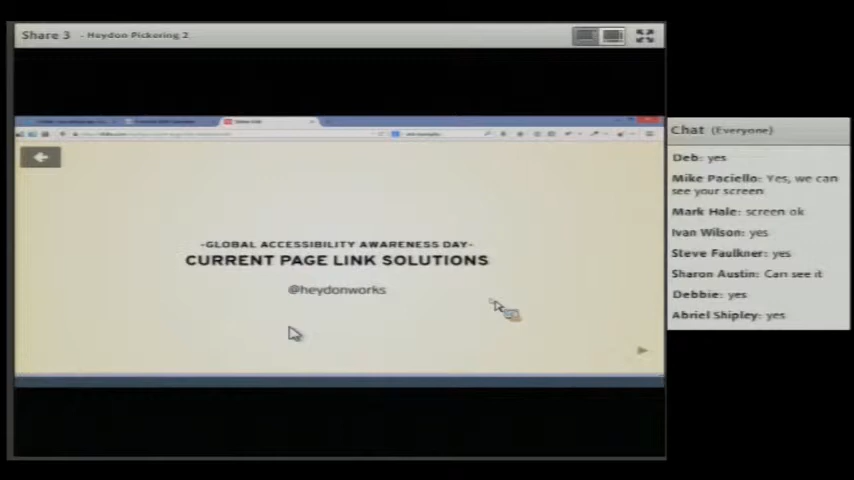 Share 3 - Heydon Pickering 2
-GLOBAL ACCESSIBILITY AWARENESS DAY-
CURRENT PAGE LINK SOLUTIONS
@heydonworks
Chat (Everyone)
Deb: yes
Mike Paciello: Yes, we can
see your screen
Mark Hale: screen ok
Ivan Wilson: yes
Steve Faulkner: yes
Sharon Austin: Can see it
Debbie: yes
Abriel Shipley: yes